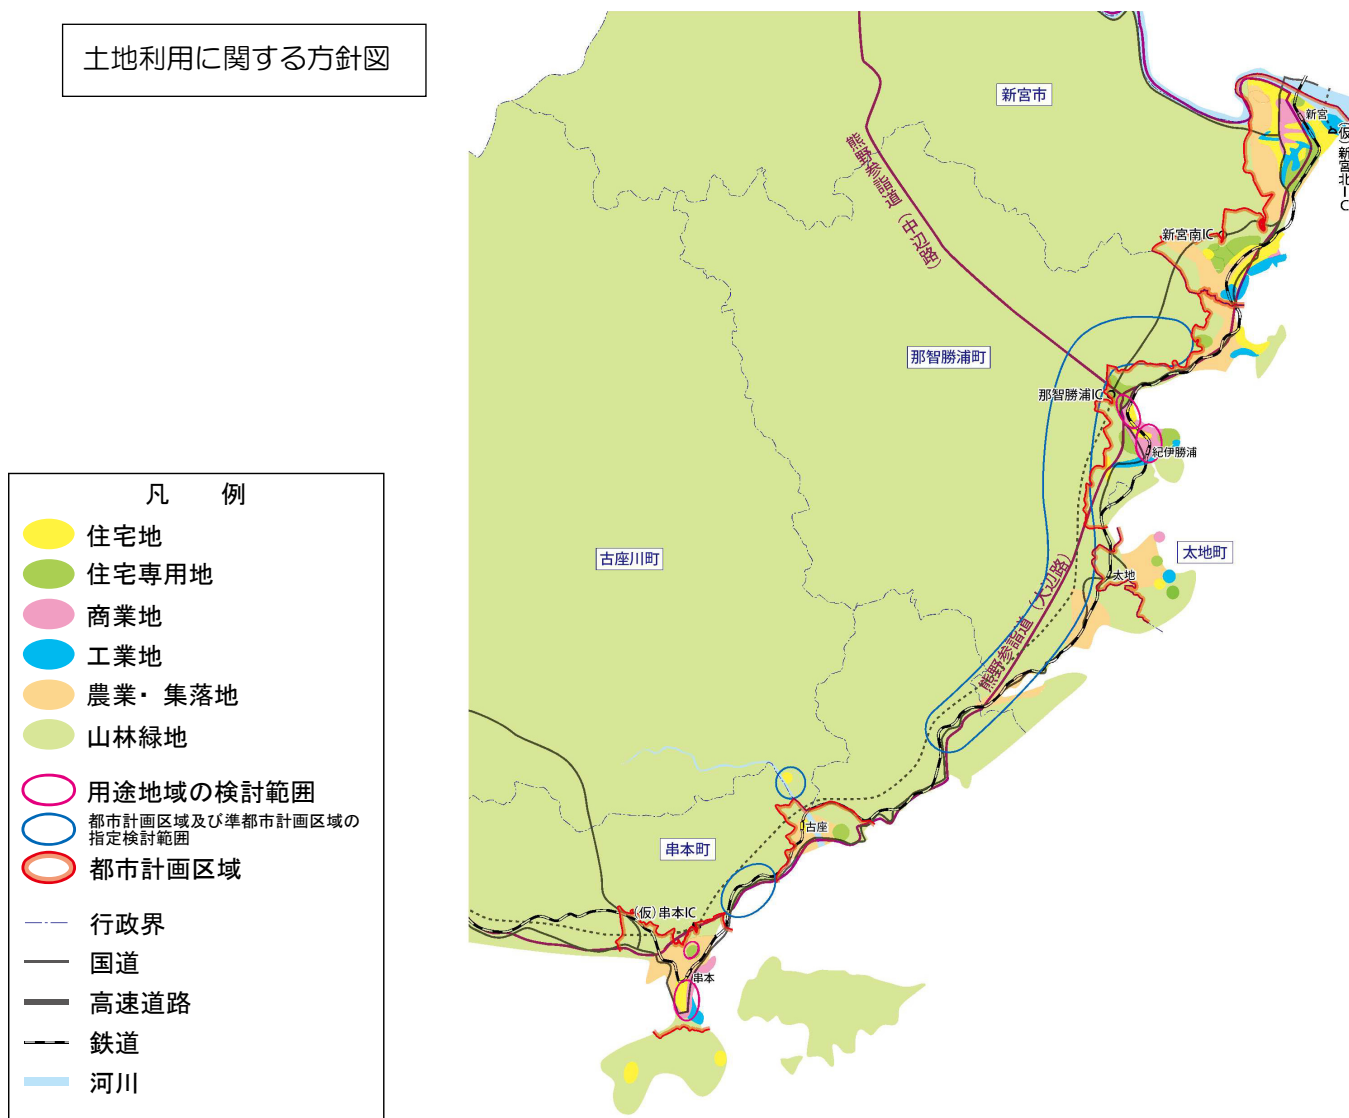 土地利用に関する方針図
新宮市
新宮
(仮)新宮北IC
熊野参詣道(中辺路)
新宮南IC
那智勝浦町
那智勝浦IC
紀伊勝浦
古座川町
太地町
太地
熊野参詣道(大辺路)
古座
串本町
(仮)串本IC
串本
凡 例
住宅地
住宅専用地
商業地
工業地
農業・集落地
山林緑地
用途地域の検討範囲
都市計画区域及び準都市計画区域の
指定検討範囲
都市計画区域
行政界
国道
高速道路
鉄道
河川